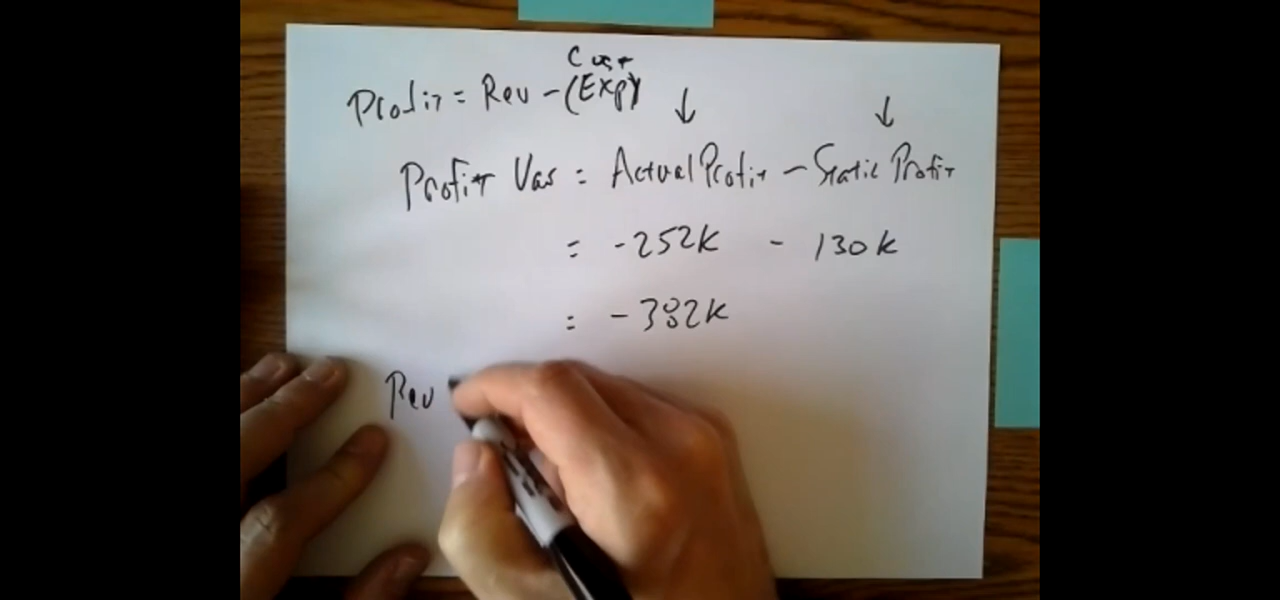 Cost
Profit = Rev - (Exp)
Profit Var = Actual Profit - Static Profit
= -252K - 130K
= -382K
Rev